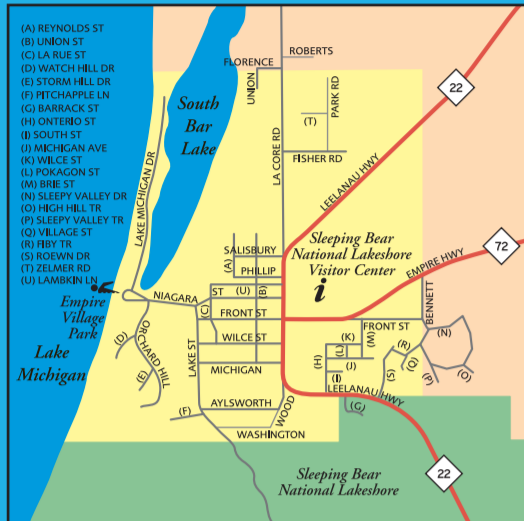 (A) REYNOLDS ST
(B) UNION ST
(C) LA RUE ST
(D) WATCH HILL DR
(E) STORM HILL DR
(F) PITCHAPPLE LN
(G) BARRACK ST
(H) ONTERIO ST
(I) SOUTH ST
(J) MICHIGAN AVE
(K) WILCE ST
(L) POKAGON ST
(M) BRIE ST
(N) SLEEPY VALLEY DR
(O) HIGH HILL TR
(P) SLEEPY VALLEY TR
(Q) VILLAGE ST
(R) FIBY TR
(S) ROEWN DR
(T) ZELMER RD
(U) LAMBKIN LN
ROBERTS
FLORENCE
UNION
PARK RD
(T)
22
South
Bar
Lake
LA CORE RD
FISHER RD
LEELANAU HWY
LAKE MICHIGAN DR
SALISBURY
(A)
PHILLIP
Sleeping Bear
National Lakeshore
Visitor Center
i
EMPIRE HWY
72
Empire
Village
Park
NIAGARA
ST
(U)
(B)
(C)
FRONT ST
FRONT ST
BENNETT
(N)
Lake
Michigan
(D)
ORCHARD HILL
(E)
LAKE ST
WILCE ST
MICHIGAN
(K)
(M)
(L)
(H)
(J)
(I)
(R)
(Q)
(S)
(P)
(O)
LEELANAU HWY
(F)
AYLSWORTH
WOOD
(G)
WASHINGTON
Sleeping Bear
National Lakeshore
22